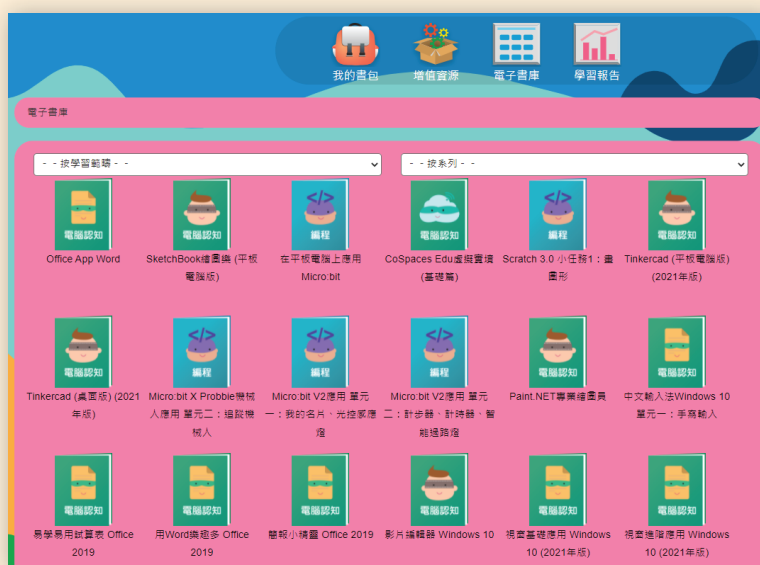 我的書包 增值資源 電子書庫 學習報告
電子書庫
- - 按學習範疇 - - - - 按系列 - -
電腦認知 電腦認知 編程 電腦認知 編程 電腦認知
Office App Word SketchBook繪圖樂 (平板 在平板電腦上應用 CoSpaces Edu虛擬實境 Scratch 3.0 小任務1：畫 Tinkercad (平板電腦版)
電腦版) Micro:bit (基礎篇) 圖形 (2021年版)
電腦認知 編程 編程 編程 電腦認知 電腦認知
Tinkercad (桌面版) (2021 Micro:bit X Probbie機械 Micro:bit V2應用 單元 Micro:bit V2應用 單元 Paint.NET專業繪圖員 中文輸入法Windows 10
年版) 人應用 單元二：追蹤機 一：我的名片、光控感應 二：計步器、計時器、智 單元一：手寫輸入
械人 燈 能道路燈
電腦認知 電腦認知 電腦認知 電腦認知 電腦認知 電腦認知
易學易用試算表 Office 用Word樂趣多 Office 簡報小精靈 Office 2019 影片編輯器 Windows 10 視窗基礎應用 Windows 視窗進階應用 Windows
2019 2019 10 (2021年版) 10 (2021年版)